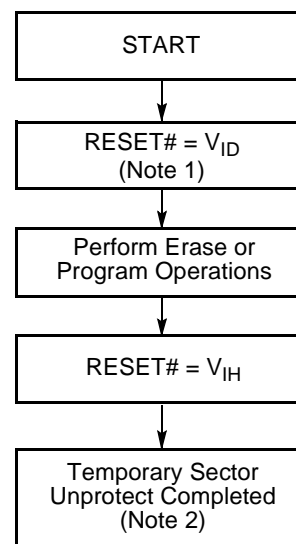 START
RESET# = V_ID
(Note 1)
Perform Erase or
Program Operations
RESET# = V_IH
Temporary Sector
Unprotect Completed
(Note 2)